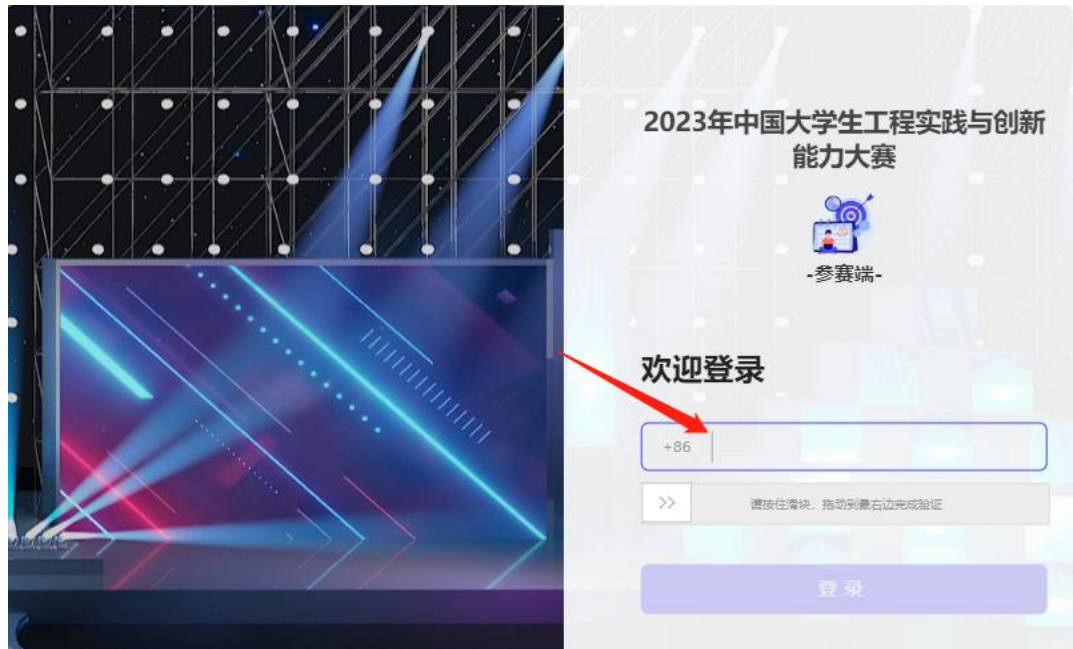 2023年中国大学生工程实践与创新
能力大赛
-参赛端-
欢迎登录
+86
>> 请按住滑块，拖动到最右边完成验证
登 录